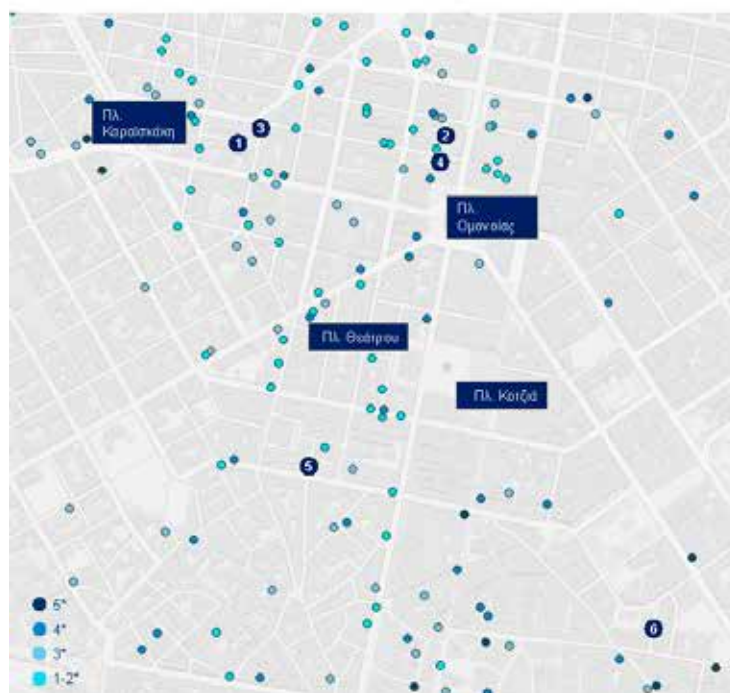 Πλ.
Καραϊσκάκη
3
1
2
4
Πλ.
Ομονοίας
Πλ. Θεάτρου
Πλ. Κοτζιά
5
5*
4*
3*
1-2*
6